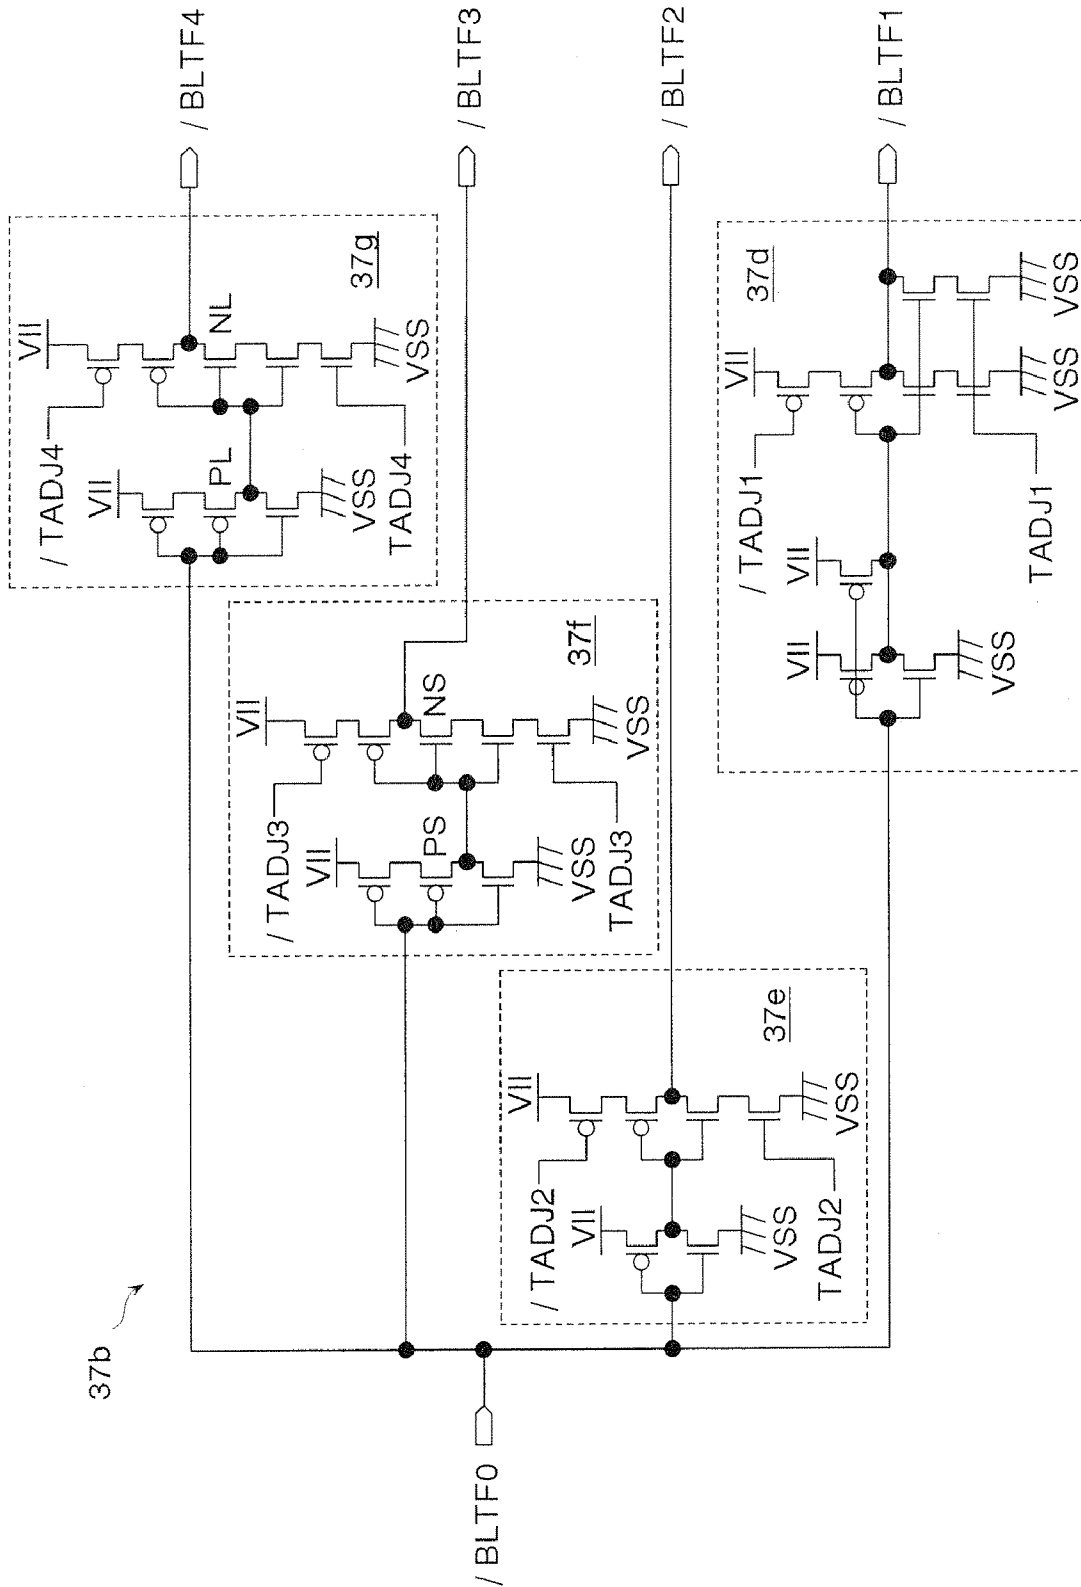 37b
/ BLTF0
/ BLTF4
/ BLTF3
/ BLTF2
/ BLTF1
37g
VII
/ TADJ4
NL
VII
PL
VSS
TADJ4
VSS
37f
VII
/ TADJ3
NS
VII
PS
VSS
TADJ3
VSS
37e
VII
/ TADJ2
VII
VSS
TADJ2
VSS
37d
VII
/ TADJ1
VII
VII
VSS
TADJ1
VSS
VSS